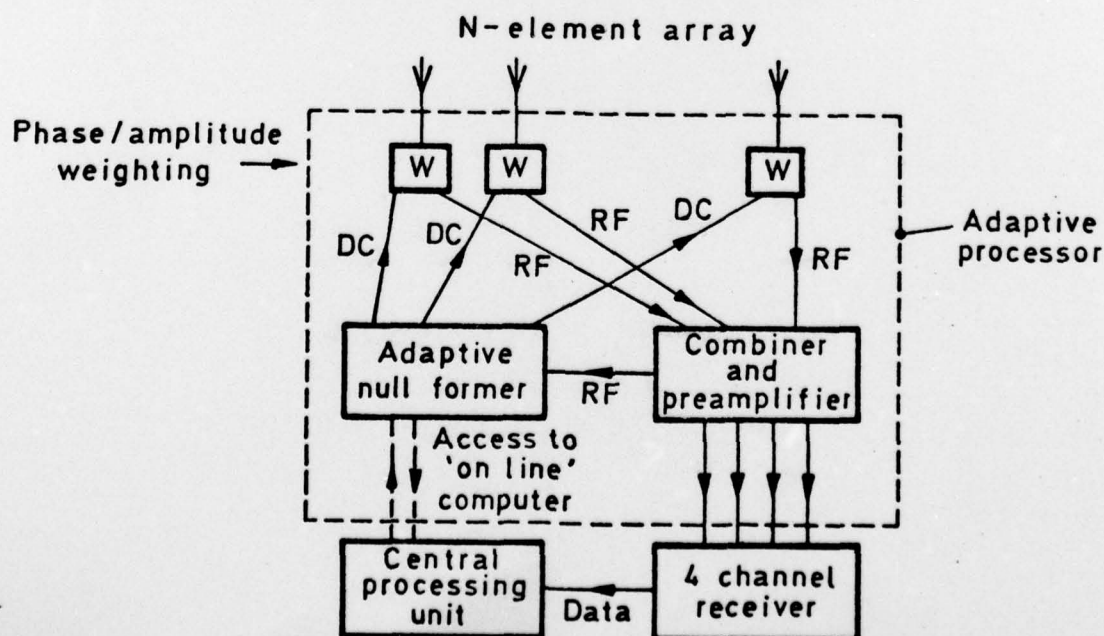 N-element array
Phase/amplitude
weighting
W
W
W
DC
DC
RF
RF
DC
RF
Adaptive
processor
Adaptive
null former
RF
Combiner
and
preamplifier
Access to
'on line'
computer
Central
processing
unit
Data
4 channel
receiver